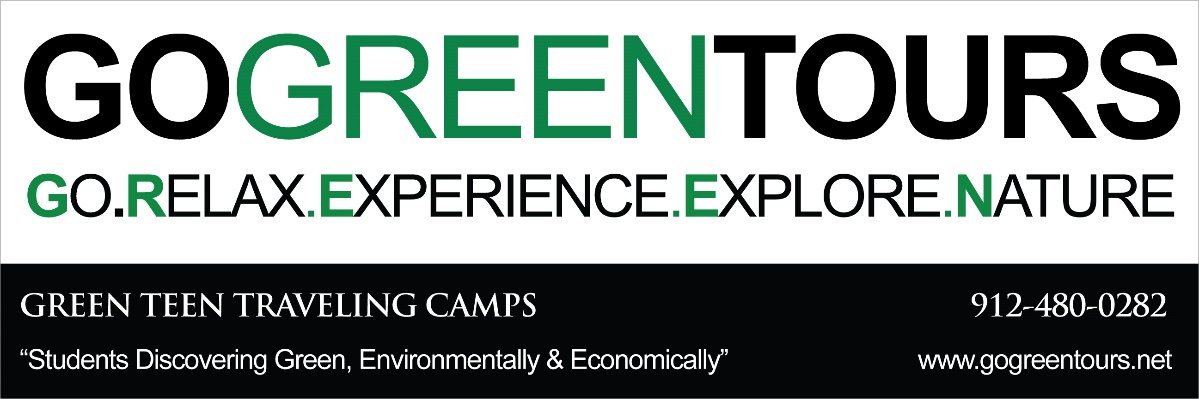 GOGREENTOURS
GO.RELAX.EXPERIENCE.EXPLORE.NATURE
GREEN TEEN TRAVELING CAMPS
912-480-0282
“Students Discovering Green, Environmentally & Economically”
www.gogreentours.net